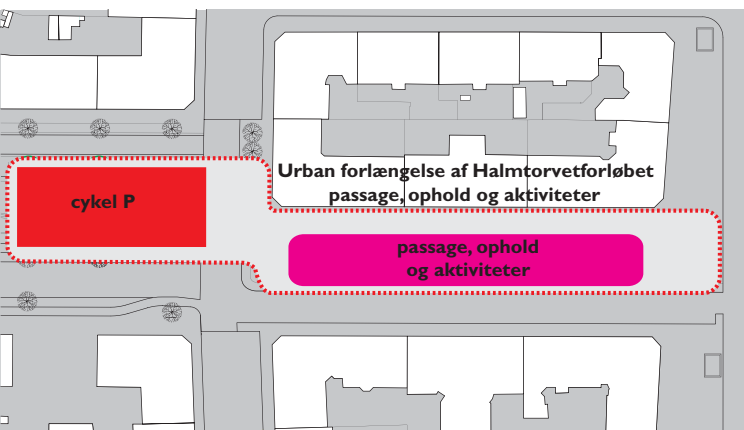 Urban forlængelse af Halmtorvetforløbet
passage, ophold og aktiviteter
cykel P
passage, ophold
og aktiviteter